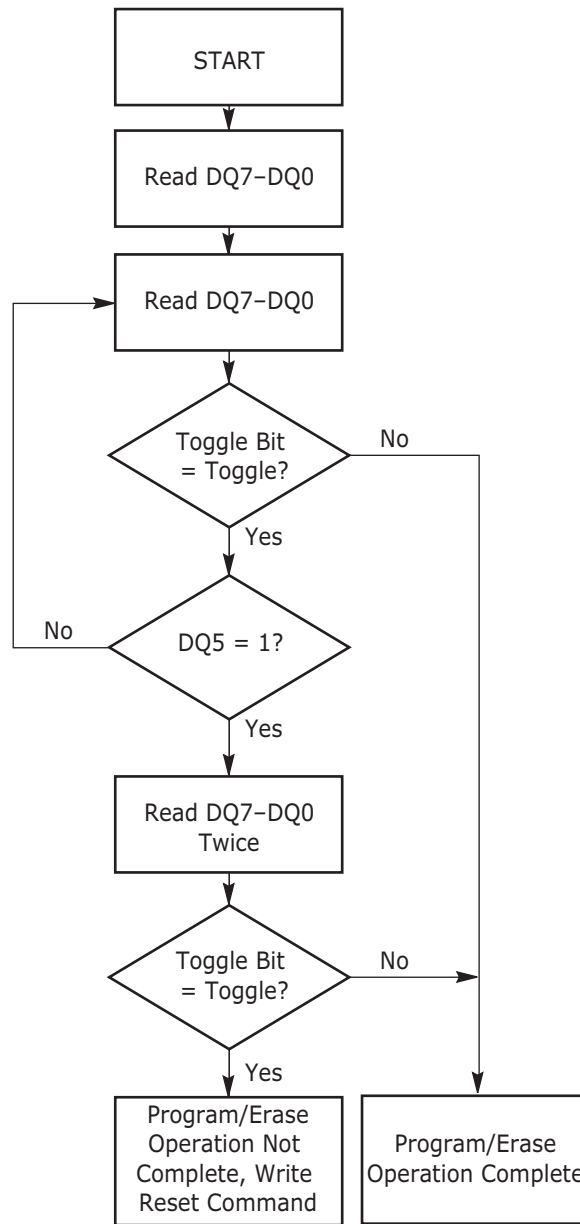 START
Read DQ7–DQ0
Read DQ7–DQ0
Toggle Bit
= Toggle?
No
Yes
No
DQ5 = 1?
Yes
Read DQ7–DQ0
Twice
Toggle Bit
= Toggle?
No
Yes
Program/Erase
Operation Not
Complete, Write
Reset Command
Program/Erase
Operation Complete